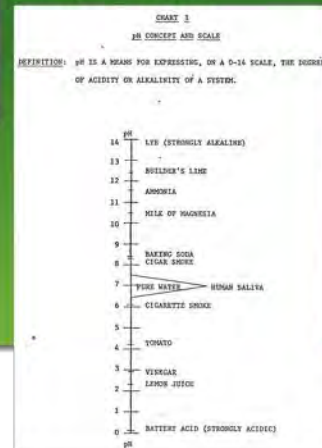 CHART 1
pH CONCEPT AND SCALE
DEFINITION: pH IS A MEANS FOR EXPRESSING, ON A 0-14 SCALE, THE DEGREE
OF ACIDITY OR ALKALINITY OF A SYSTEM.
pH
14 LYE (STRONGLY ALKALINE)
13
BUILDER'S LIME
12
AMMONIA
11
MILK OF MAGNESIA
10
9
BAKING SODA
8 CIGAR SMOKE
7 PURE WATER HUMAN SALIVA
6 CIGARETTE SMOKE
5
TOMATO
4
3 VINEGAR
LEMON JUICE
2
1
0 BATTERY ACID (STRONGLY ACIDIC)
pH